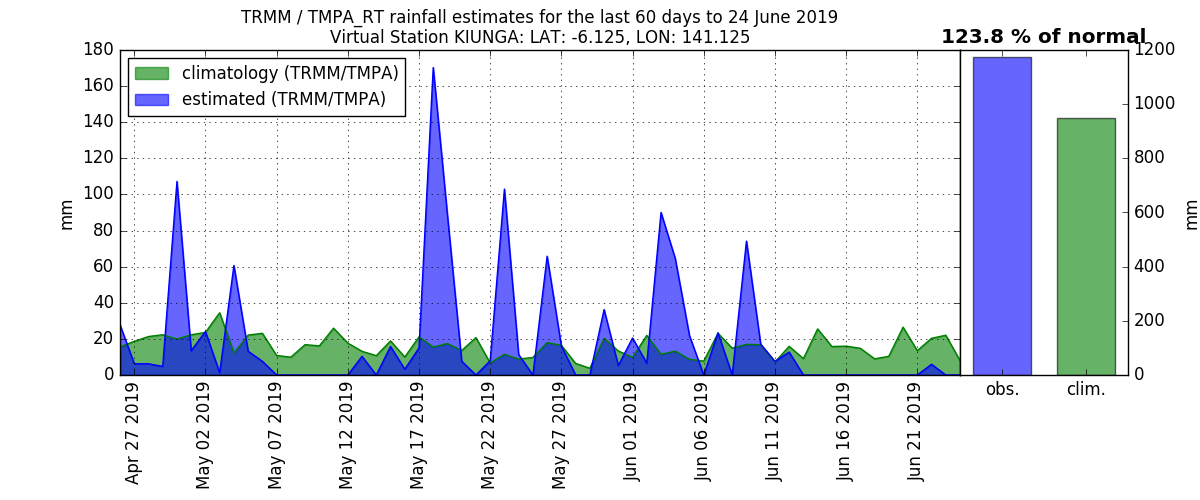 TRMM / TMPA_RT rainfall estimates for the last 60 days to 24 June 2019
Virtual Station KIUNGA: LAT: -6.125, LON: 141.125
123.8 % of normal
climatology (TRMM/TMPA)
estimated (TRMM/TMPA)
180
160
140
120
100
80
60
40
20
0
mm
Apr 27 2019
May 02 2019
May 07 2019
May 12 2019
May 17 2019
May 22 2019
May 27 2019
Jun 01 2019
Jun 06 2019
Jun 11 2019
Jun 16 2019
Jun 21 2019
obs.
clim.
1200
1000
800
600
400
200
0
mm